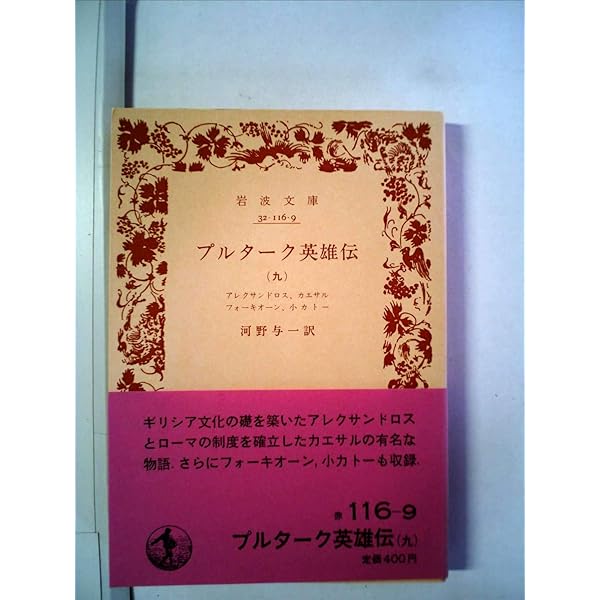 岩波文庫
32-116-9
プルターク英雄伝
(九)
アレクサンドロス、カエサル
フォーキオーン、小カトー
河野与一訳
ギリシア文化の礎を築いたアレクサンドロス
とローマの制度を確立したカエサルの有名な
物語. さらにフォーキオーン, 小カトーも収録.
赤 116-9
プルターク英雄伝(九)
定価400円